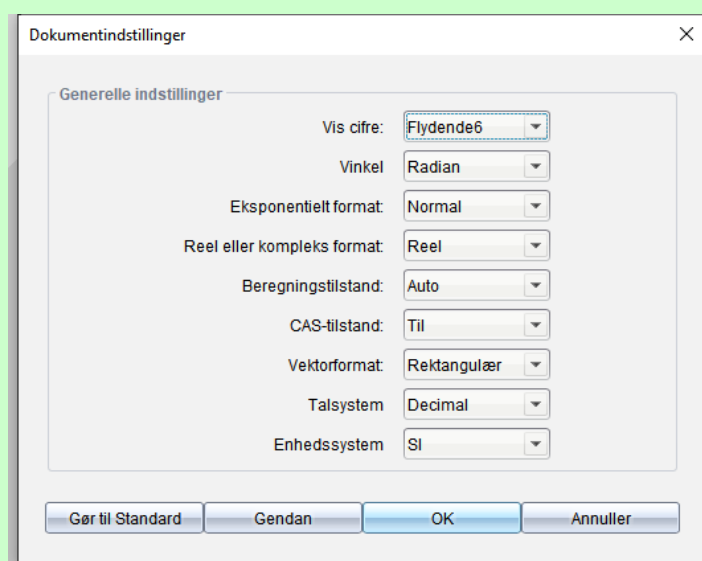 Dokumentindstillinger
Generelle indstillinger
Vis cifre: Flydende6
Vinkel Radian
Eksponentielt format: Normal
Reel eller kompleks format: Reel
Beregningstilstand: Auto
CAS-tilstand: Til
Vektorformat: Rektangulær
Talsystem Decimal
Enhedssystem SI
Gør til Standard Gendan OK Annuller